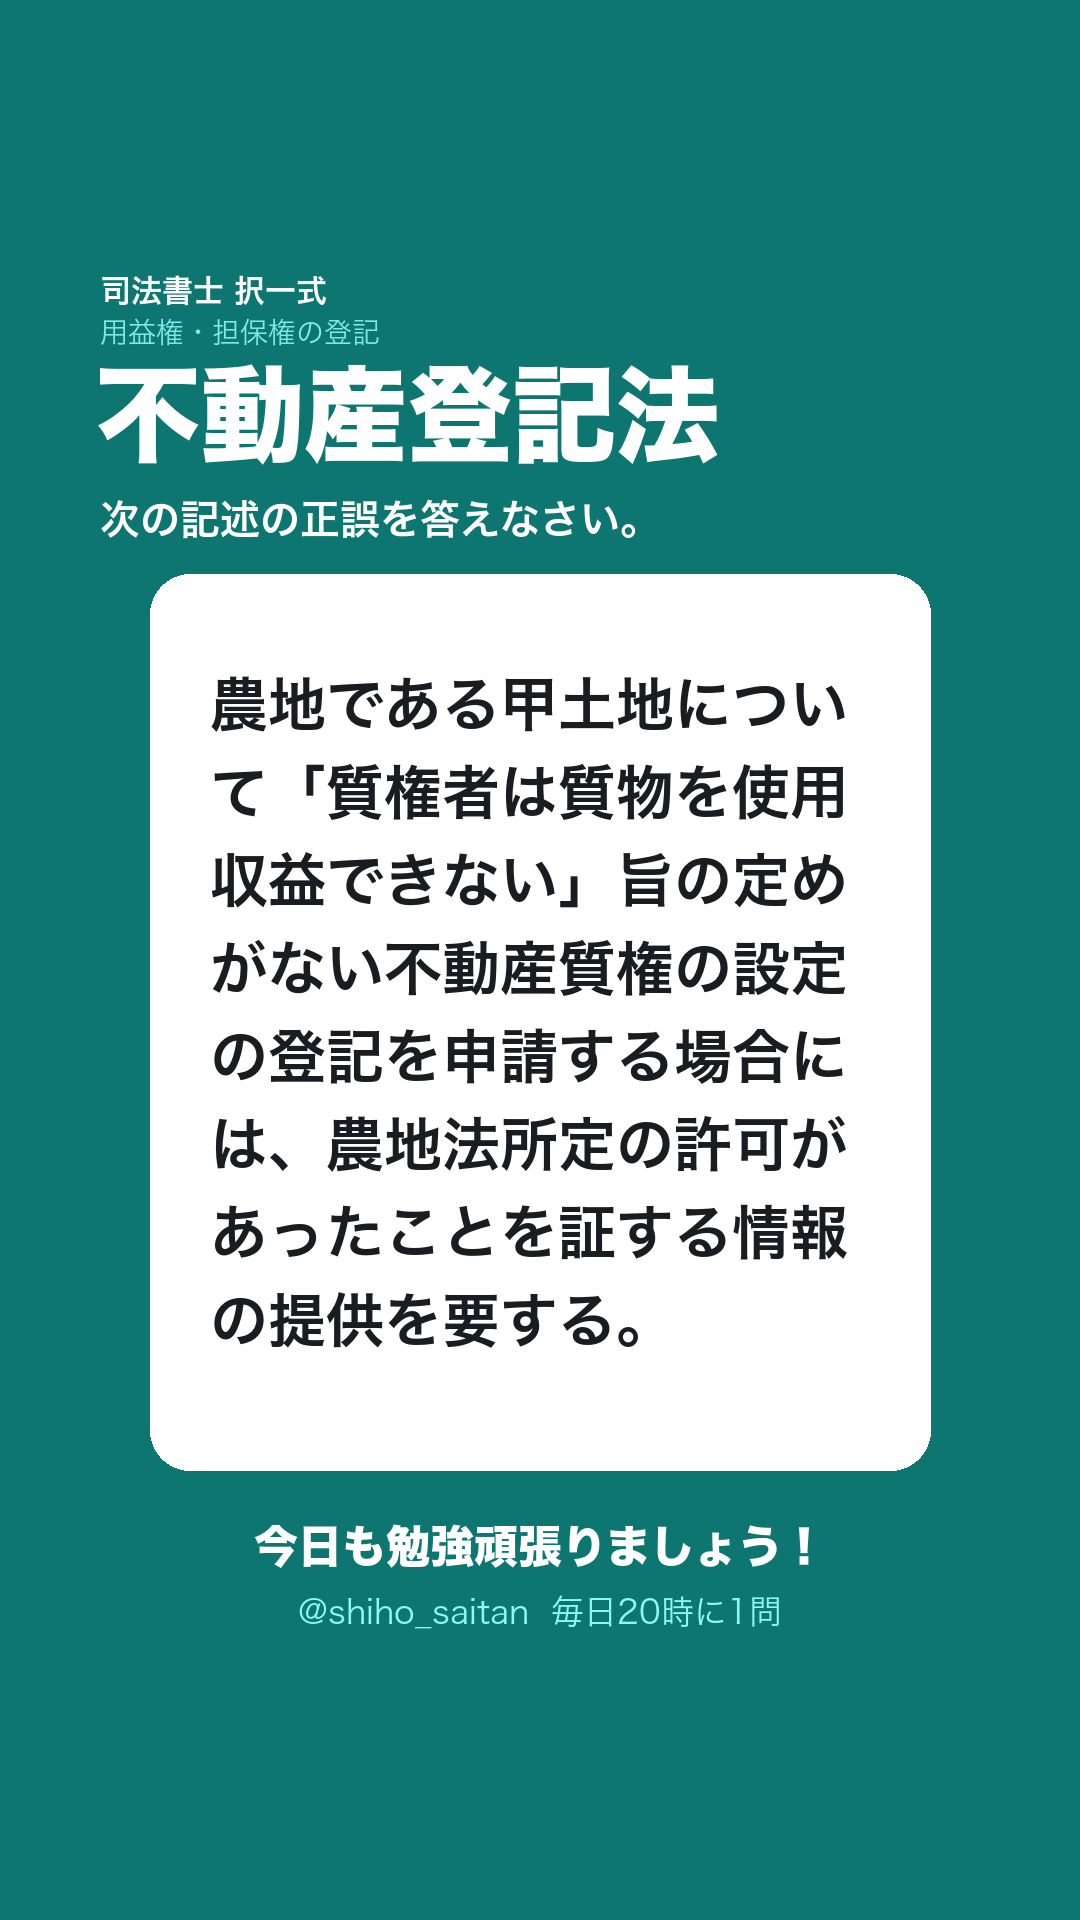 司法書士 択一式
用益権・担保権の登記
不動産登記法
次の記述の正誤を答えなさい。
農地である甲土地につい
て「質権者は質物を使用
収益できない」旨の定め
がない不動産質権の設定
の登記を申請する場合に
は、農地法所定の許可が
あったことを証する情報
の提供を要する。
今日も勉強頑張りましょう！
@shiho_saitan 毎日20時に1問